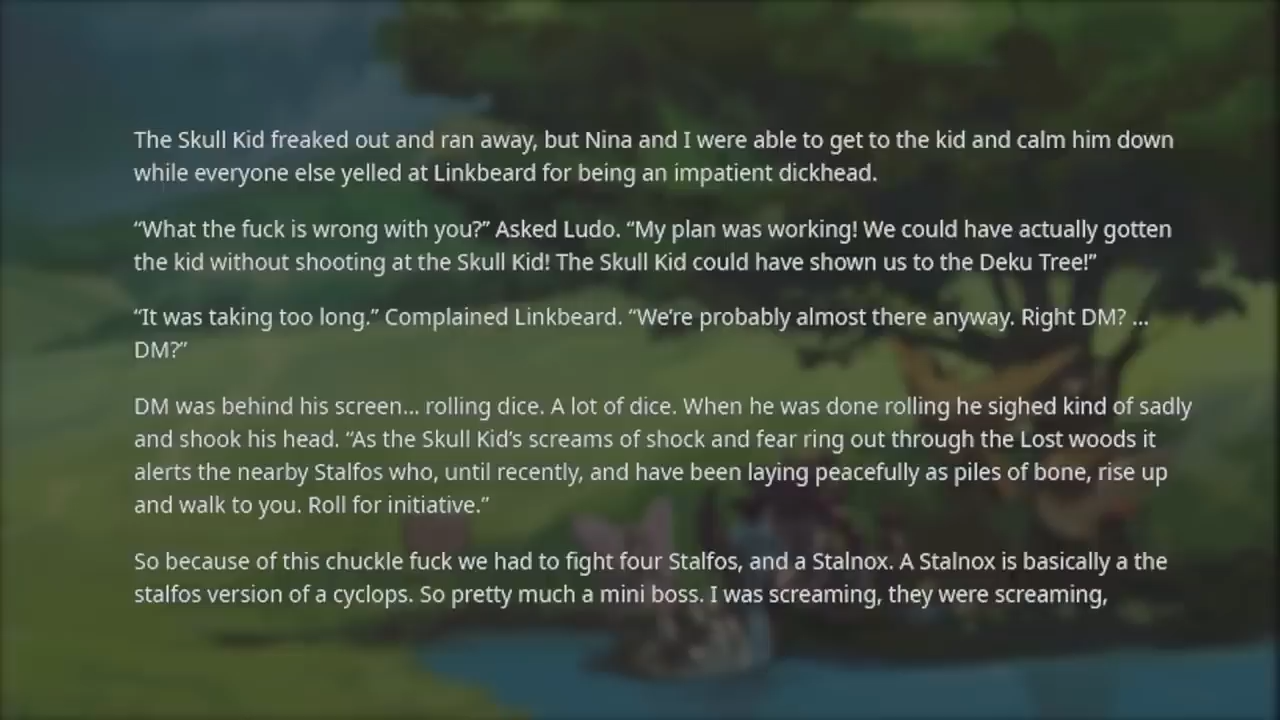 The Skull Kid freaked out and ran away, but Nina and I were able to get to the kid and calm him down
while everyone else yelled at Linkbeard for being an impatient dickhead.
“What the fuck is wrong with you?” Asked Ludo. “My plan was working! We could have actually gotten
the kid without shooting at the Skull Kid! The Skull Kid could have shown us to the Deku Tree!”
“It was taking too long.” Complained Linkbeard. “We’re probably almost there anyway. Right DM? ...
DM?”
DM was behind his screen... rolling dice. A lot of dice. When he was done rolling he sighed kind of sadly
and shook his head. “As the Skull Kid’s screams of shock and fear ring out through the Lost woods it
alerts the nearby Stalfos who, until recently, and have been laying peacefully as piles of bone, rise up
and walk to you. Roll for initiative.”
So because of this chuckle fuck we had to fight four Stalfos, and a Stalnox. A Stalnox is basically a the
stalfos version of a cyclops. So pretty much a mini boss. I was screaming, they were screaming,